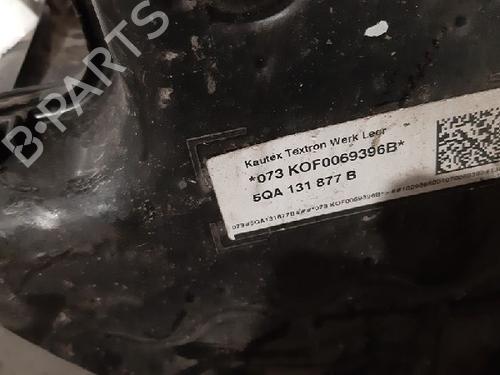 B-PARTS
Kautex Textron Werk Leer
*073 KOF0069396B*
5QA 131 877 B